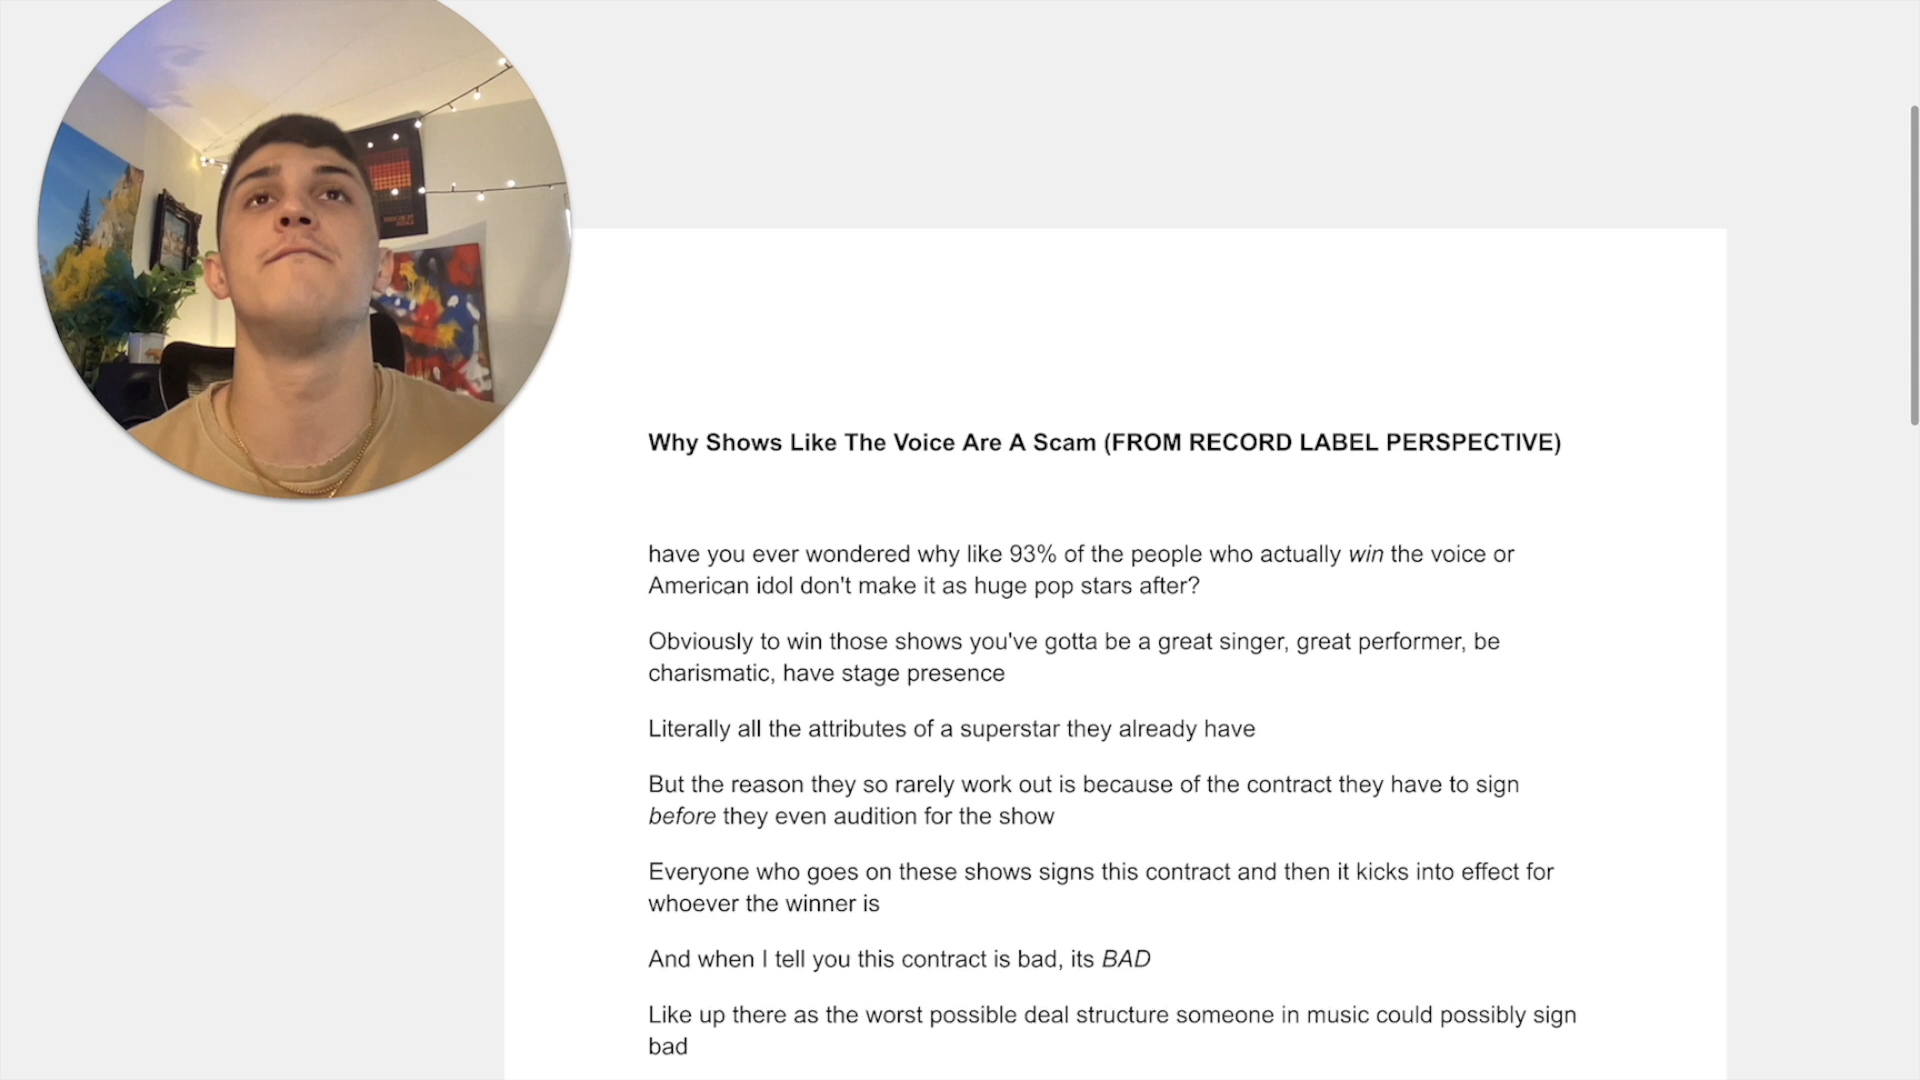 Why Shows Like The Voice Are A Scam (FROM RECORD LABEL PERSPECTIVE)
have you ever wondered why like 93% of the people who actually win the voice or
American idol don't make it as huge pop stars after?
Obviously to win those shows you've gotta be a great singer, great performer, be
charismatic, have stage presence
Literally all the attributes of a superstar they already have
But the reason they so rarely work out is because of the contract they have to sign
before they even audition for the show
Everyone who goes on these shows signs this contract and then it kicks into effect for
whoever the winner is
And when I tell you this contract is bad, its BAD
Like up there as the worst possible deal structure someone in music could possibly sign
bad